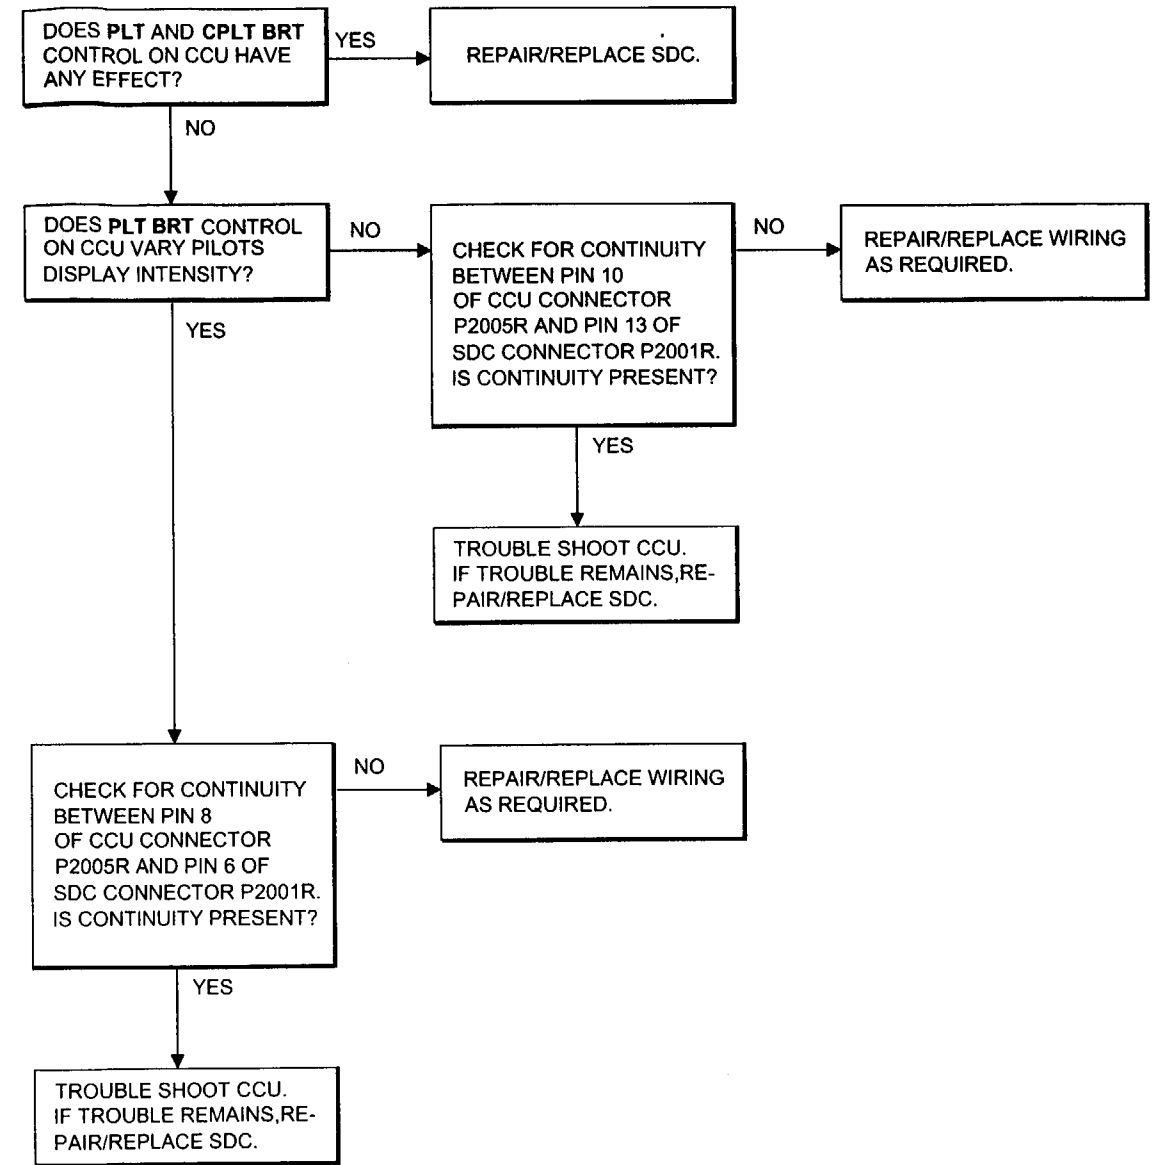 DOES PLT AND CPLT BRT
CONTROL ON CCU HAVE
ANY EFFECT?
YES
REPAIR/REPLACE SDC.
NO
DOES PLT BRT CONTROL
ON CCU VARY PILOTS
DISPLAY INTENSITY?
NO
CHECK FOR CONTINUITY
BETWEEN PIN 10
OF CCU CONNECTOR
P2005R AND PIN 13 OF
SDC CONNECTOR P2001R.
IS CONTINUITY PRESENT?
NO
REPAIR/REPLACE WIRING
AS REQUIRED.
YES
YES
TROUBLE SHOOT CCU.
IF TROUBLE REMAINS,RE-
PAIR/REPLACE SDC.
CHECK FOR CONTINUITY
BETWEEN PIN 8
OF CCU CONNECTOR
P2005R AND PIN 6 OF
SDC CONNECTOR P2001R.
IS CONTINUITY PRESENT?
NO
REPAIR/REPLACE WIRING
AS REQUIRED.
YES
TROUBLE SHOOT CCU.
IF TROUBLE REMAINS,RE-
PAIR/REPLACE SDC.